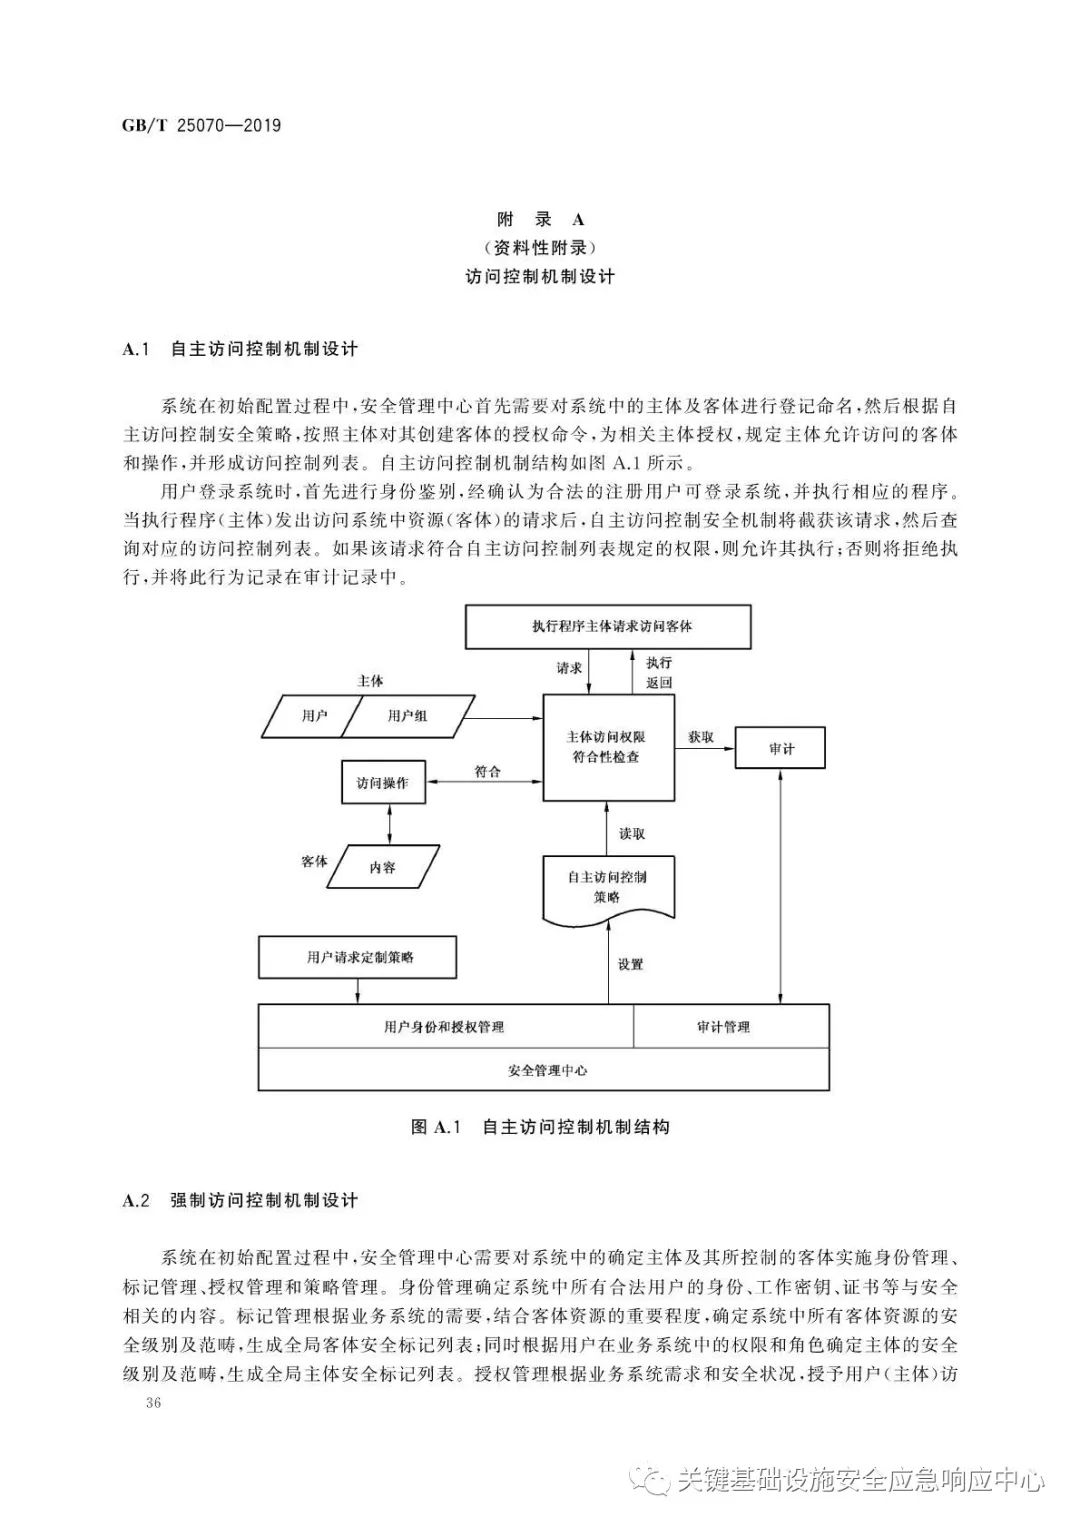 GB/T 25070—2019
附 录 A
（资料性附录）
访问控制机制设计
A.1 自主访问控制机制设计
系统在初始配置过程中,安全管理中心首先需要对系统中的主体及客体进行登记命名,然后根据自
主访问控制安全策略,按照主体对其创建客体的授权命令,为相关主体授权,规定主体允许访问的客体
和操作,并形成访问控制列表。自主访问控制机制结构如图 A.1 所示。
用户登录系统时,首先进行身份鉴别,经确认为合法的注册用户可登录系统,并执行相应的程序。
当执行程序(主体)发出访问系统中资源(客体)的请求后,自主访问控制安全机制将截获该请求,然后查
询对应的访问控制列表。如果该请求符合自主访问控制列表规定的权限,则允许其执行;否则将拒绝执
行,并将此行为记录在审计记录中。
执行程序主体请求访问客体
请求
执行
返回
主体
用户
用户组
主体访问权限
符合性检查
获取
审计
访问操作
符合
读取
客体
内容
自主访问控制
策略
用户请求定制策略
设置
用户身份和授权管理
审计管理
安全管理中心
图 A.1 自主访问控制机制结构
A.2 强制访问控制机制设计
系统在初始配置过程中,安全管理中心需要对系统中的确定主体及其所控制的客体实施身份管理、
标记管理、授权管理和策略管理。身份管理确定系统中所有合法用户的身份、工作密钥、证书等与安全
相关的内容。标记管理根据业务系统的需要,结合客体资源的重要程度,确定系统中所有客体资源的安
全级别及范畴,生成全局客体安全标记列表;同时根据用户在业务系统中的权限和角色确定主体的安全
级别及范畴,生成全局主体安全标记列表。授权管理根据业务系统需求和安全状况,授予用户(主体)访
36
关键基础设施安全应急响应中心